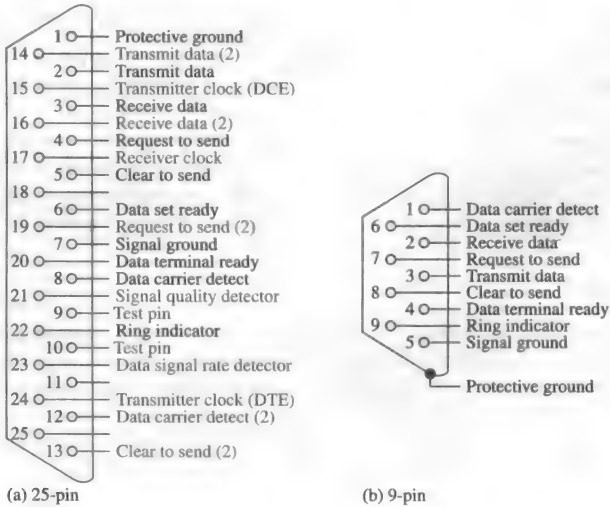 1 Protective ground
14 Transmit data (2)
2 Transmit data
15 Transmitter clock (DCE)
3 Receive data
16 Receive data (2)
4 Request to send
17 Receiver clock
5 Clear to send
18
6 Data set ready
19 Request to send (2)
7 Signal ground
20 Data terminal ready
8 Data carrier detect
21 Signal quality detector
9 Test pin
22 Ring indicator
10 Test pin
23 Data signal rate detector
11
24 Transmitter clock (DTE)
12 Data carrier detect (2)
25
13 Clear to send (2)
(a) 25-pin
1 Data carrier detect
6 Data set ready
2 Receive data
7 Request to send
3 Transmit data
8 Clear to send
4 Data terminal ready
9 Ring indicator
5 Signal ground
Protective ground
(b) 9-pin